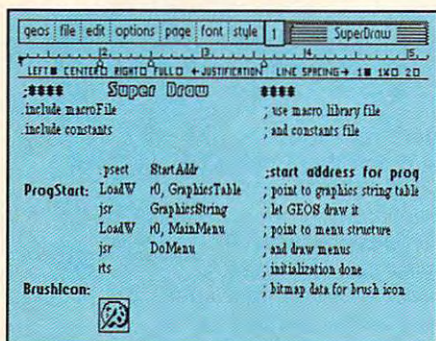 geos file edit options page font style 1 SuperDraw
2 3 4 5
LEFT CENTER RIGHT FULL ← JUSTIFICATION LINE SPACING→ 1 1½ 2
;**** Super Draw ****
.include macroFile ; use macro library file
.include constants ; and constants file
.psect StartAddr ;start address for prog
ProgStart: LoadW r0, GraphicsTable ; point to graphics string table
jsr GraphicsString ; let GEOS draw it
LoadW r0, MainMenu ; point to menu structure
jsr DoMenu ; and draw menus
rts ; initialization done
BrushIcon: ; bitmap data for brush icon